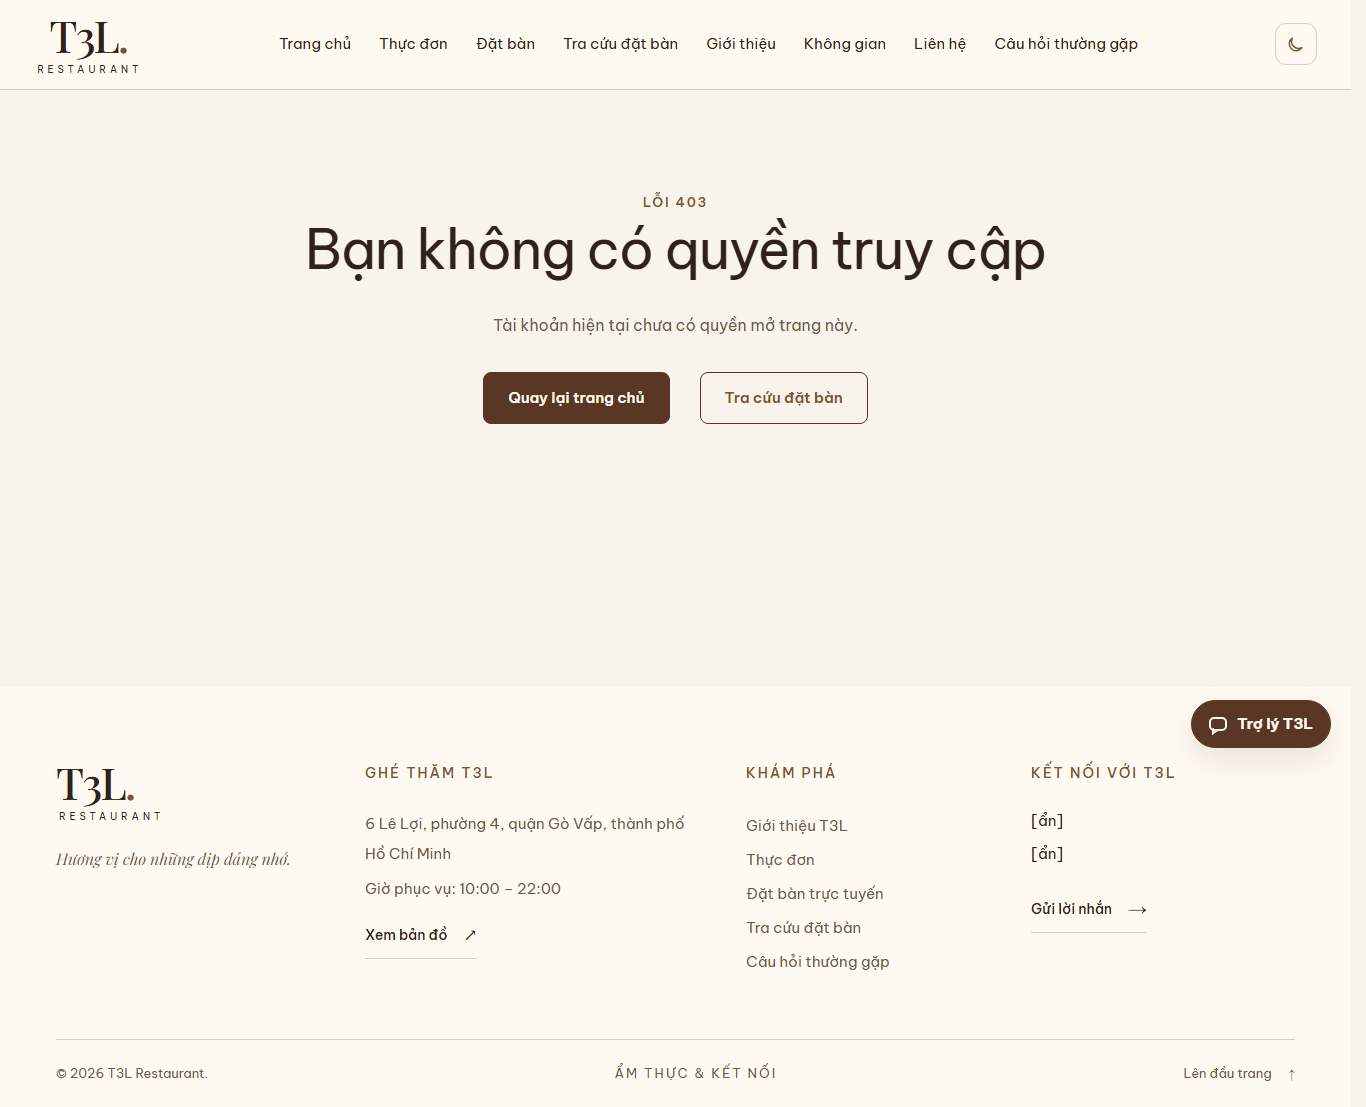 T3L.
RESTAURANT
Trang chủ
Thực đơn
Đặt bàn
Tra cứu đặt bàn
Giới thiệu
Không gian
Liên hệ
Câu hỏi thường gặp
LỖI 403
Bạn không có quyền truy cập
Tài khoản hiện tại chưa có quyền mở trang này.
Quay lại trang chủ
Tra cứu đặt bàn
Trợ lý T3L
T3L.
RESTAURANT
Hương vị cho những dịp đáng nhớ.
GHÉ THĂM T3L
6 Lê Lợi, phường 4, quận Gò Vấp, thành phố
Hồ Chí Minh
Giờ phục vụ: 10:00 – 22:00
Xem bản đồ ↗
KHÁM PHÁ
Giới thiệu T3L
Thực đơn
Đặt bàn trực tuyến
Tra cứu đặt bàn
Câu hỏi thường gặp
KẾT NỐI VỚI T3L
[ẩn]
[ẩn]
Gửi lời nhắn →
© 2026 T3L Restaurant.
ẨM THỰC & KẾT NỐI
Lên đầu trang ↑